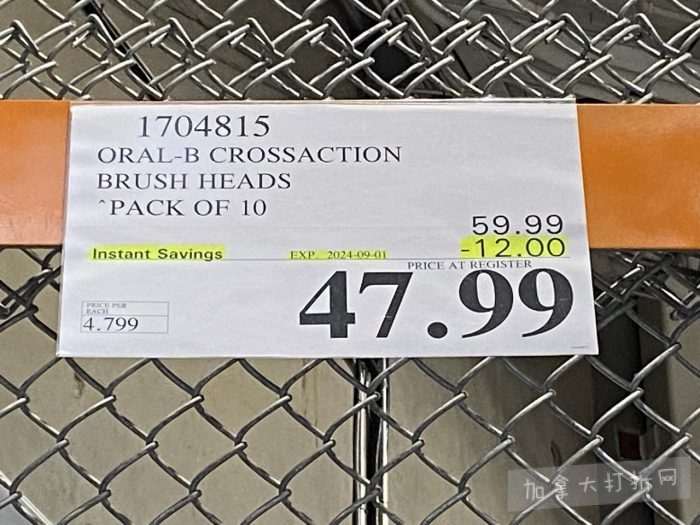 1704815
ORAL-B CROSSACTION
BRUSH HEADS
^PACK OF 10
59.99
Instant Savings EXP. 2024-09-01 -12.00
PRICE AT REGISTER
47.99
PRICE PER
EACH
4.799
加拿大打折网